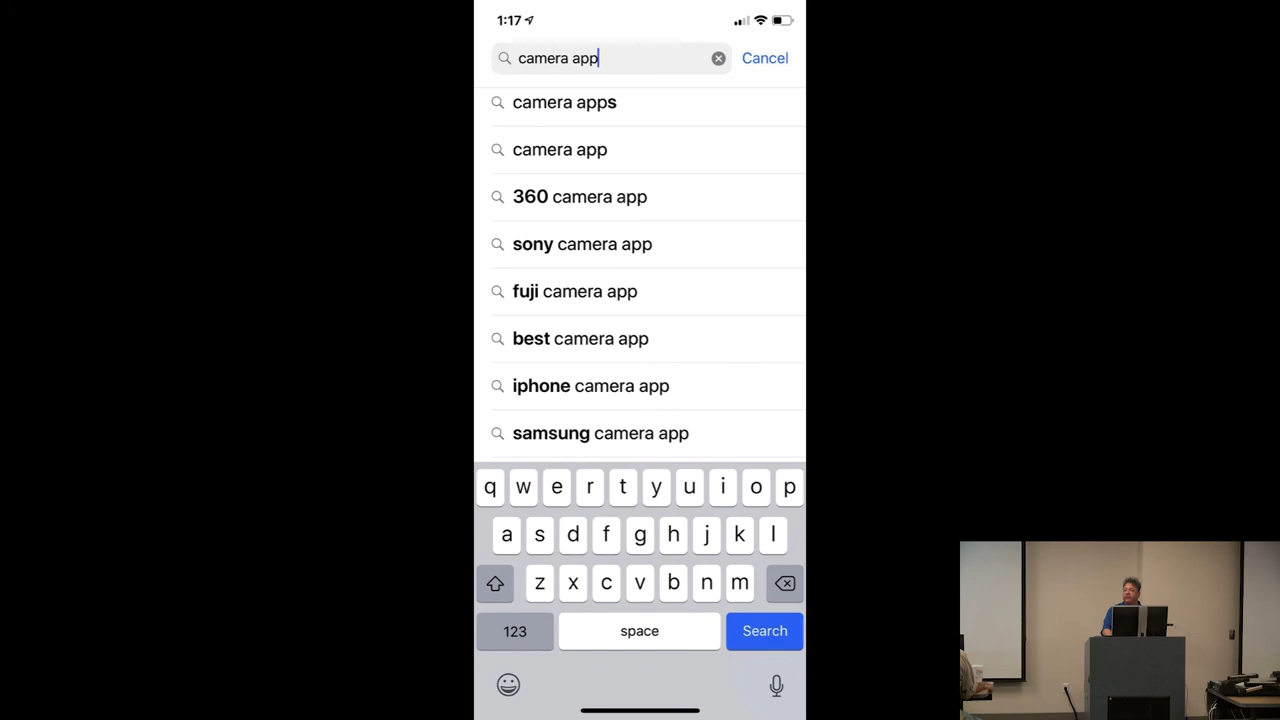 1:17
camera app
Cancel
camera apps
camera app
360 camera app
sony camera app
fuji camera app
best camera app
iphone camera app
samsung camera app
q w e r t y u i o p
a s d f g h j k l
z x c v b n m
123 space Search